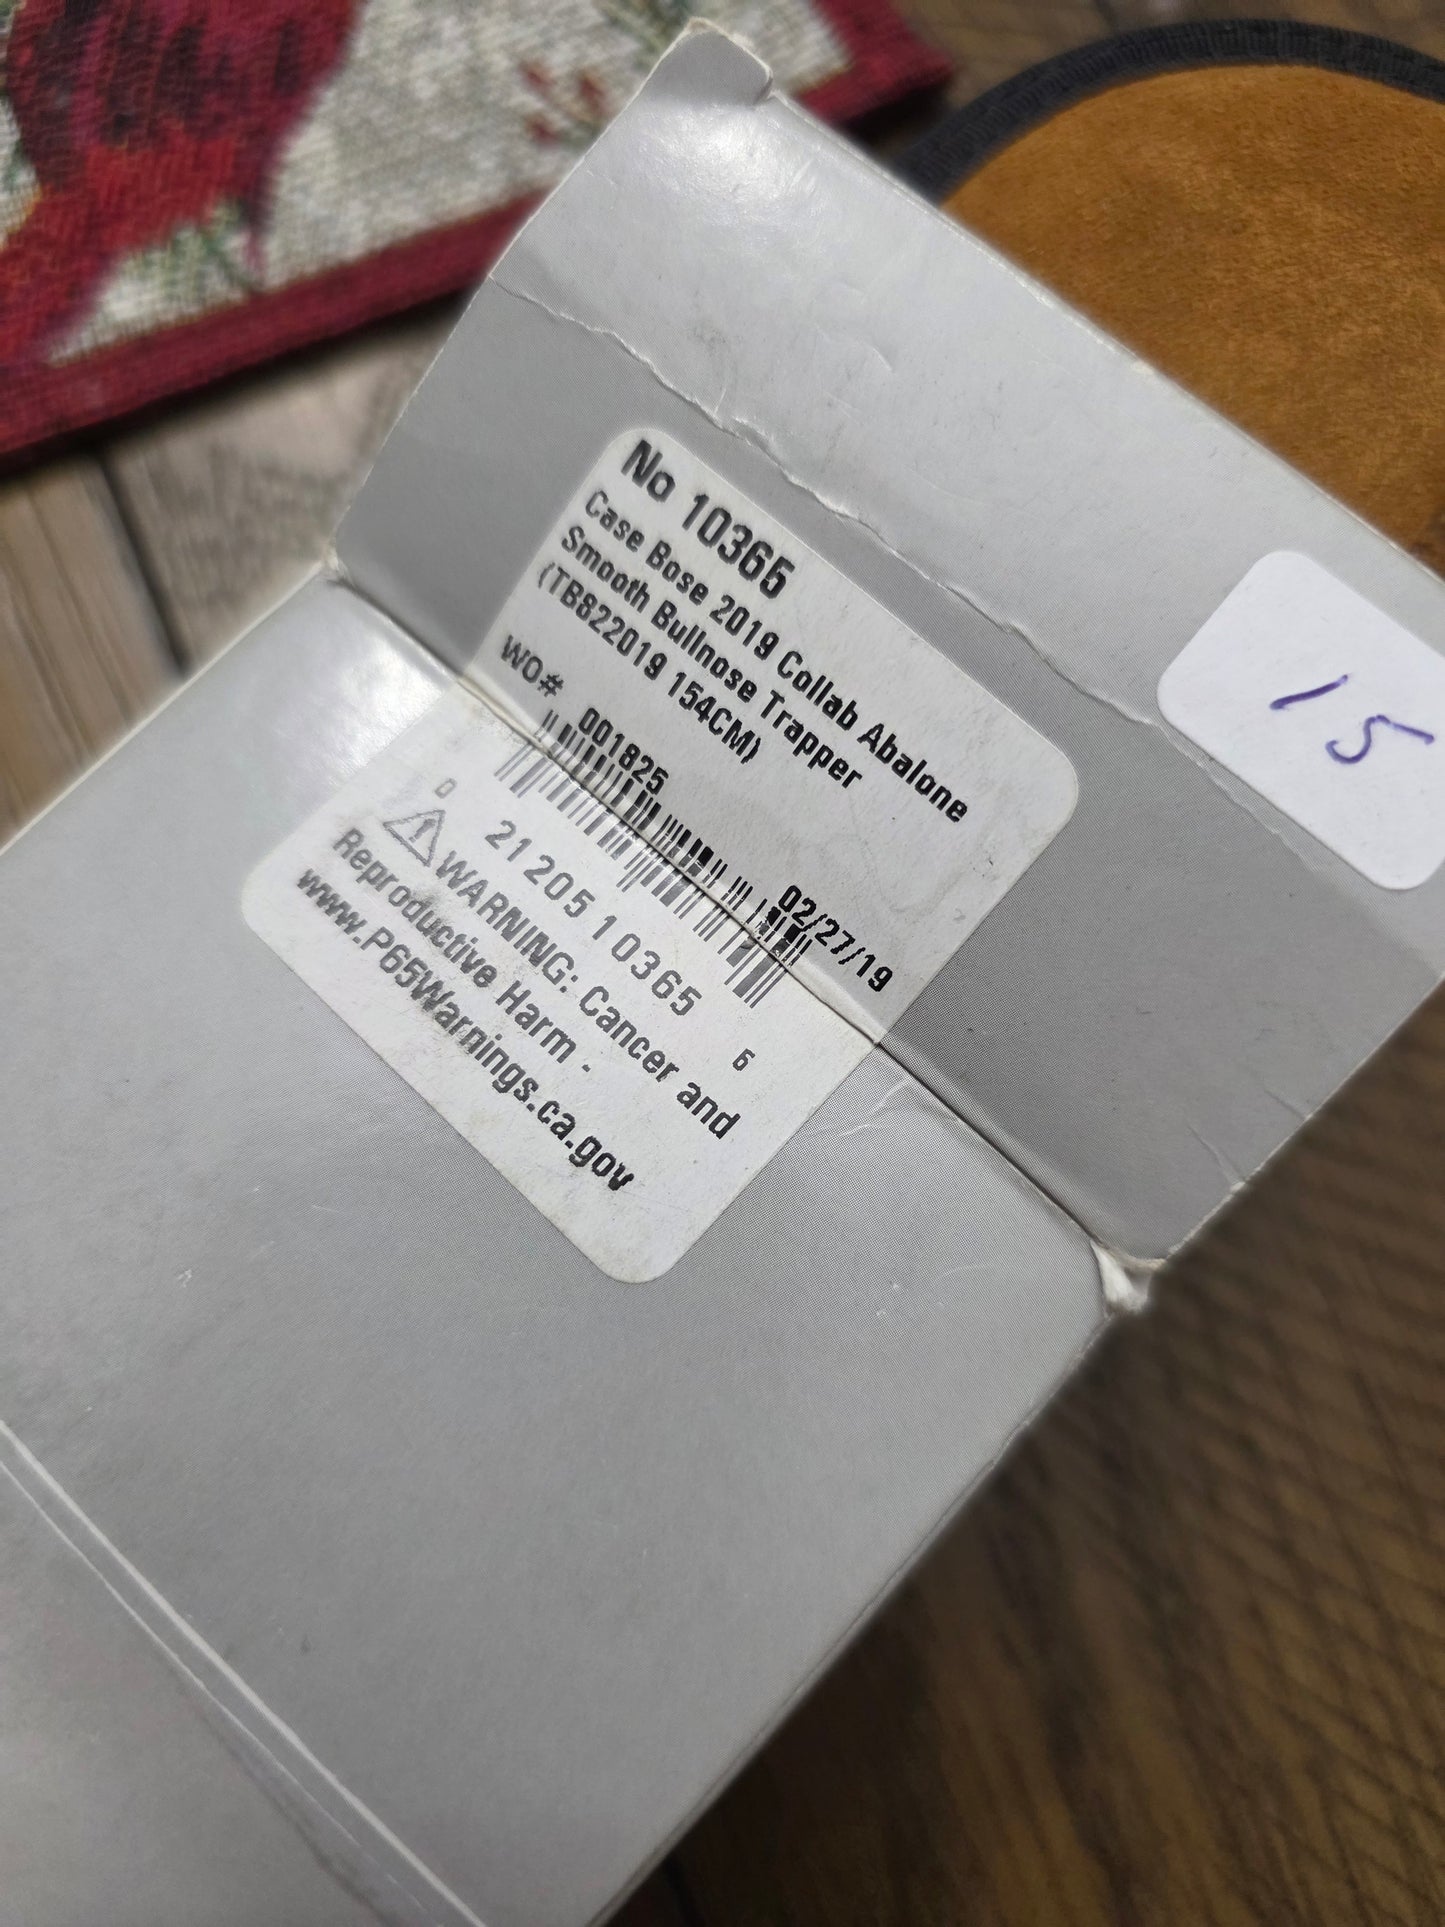 No 10365
Case Bose 2019 Collab Abalone
Smooth Bullnose Trapper
(TB822019 154CM)
WO# 001825 02/27/19
0 21205 10365 6
WARNING: Cancer and
Reproductive Harm -
www.P65Warnings.ca.gov
15